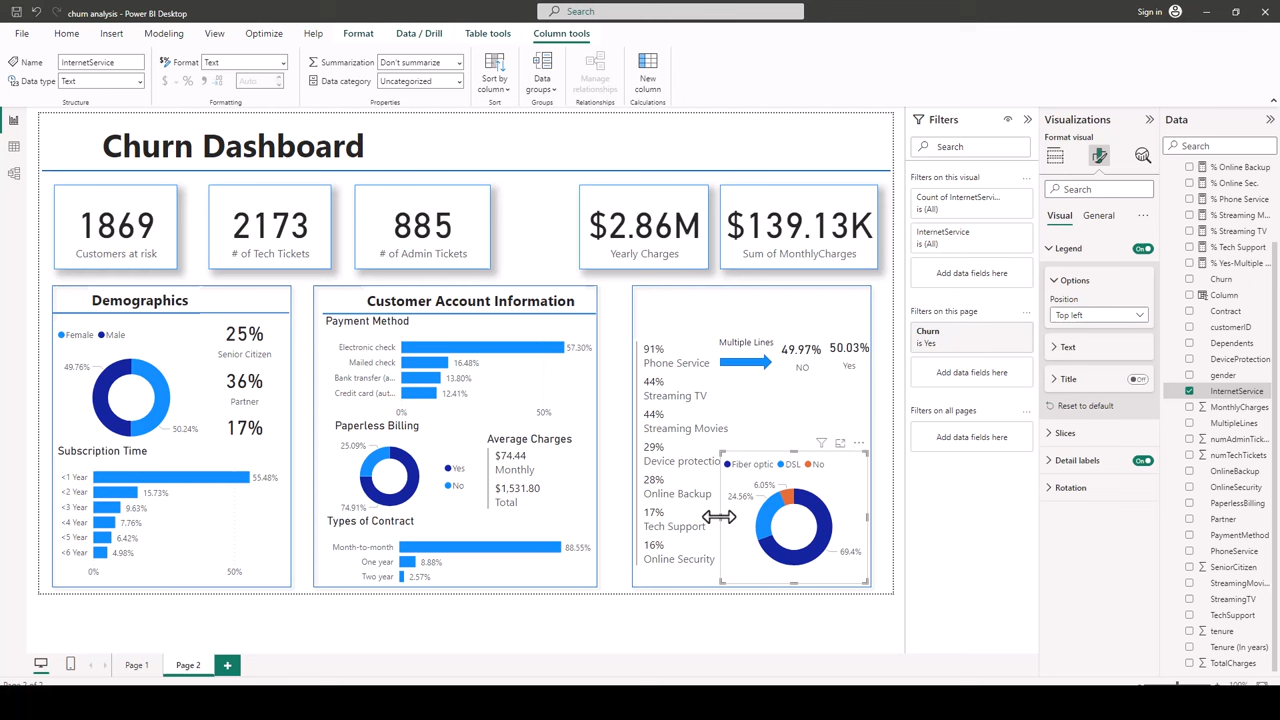 churn analysis - Power BI Desktop
Search
Sign in
File
Home
Insert
Modeling
View
Optimize
Help
Format
Data / Drill
Table tools
Column tools
Name
InternetService
Format
Text
Summarization
Don't summarize
Data type
Text
$
%
Auto
Data category
Uncategorized
Sort by
column
Data
groups
Manage
relationships
New
column
Structure
Formatting
Properties
Sort
Groups
Relationships
Calculations
Churn Dashboard
1869
Customers at risk
2173
# of Tech Tickets
885
# of Admin Tickets
$2.86M
Yearly Charges
$139.13K
Sum of MonthlyCharges
Demographics
Female
Male
49.76%
50.24%
25%
Senior Citizen
36%
Partner
17%
Subscription Time
<1 Year
55.48%
<2 Year
15.73%
<3 Year
9.63%
<4 Year
7.76%
<5 Year
6.42%
<6 Year
4.98%
0%
50%
Customer Account Information
Payment Method
Electronic check
57.30%
Mailed check
16.48%
Bank transfer (a...
13.80%
Credit card (aut...
12.41%
0%
50%
Paperless Billing
25.09%
74.91%
Yes
No
Average Charges
$74.44
Monthly
$1,531.80
Total
Types of Contract
Month-to-month
88.55%
One year
8.88%
Two year
2.57%
91%
Phone Service
44%
Streaming TV
44%
Streaming Movies
29%
Device protectio
28%
Online Backup
17%
Tech Support
16%
Online Security
Multiple Lines
49.97%
NO
50.03%
Yes
Fiber optic
DSL
No
6.05%
24.56%
69.4%
Page 1
Page 2
Filters
Search
Filters on this visual
Count of InternetServi...
is (All)
InternetService
is (All)
Add data fields here
Filters on this page
Churn
is Yes
Add data fields here
Filters on all pages
Add data fields here
Visualizations
Format visual
Search
Visual
General
Legend
On
Options
Position
Top left
Text
Title
Off
Reset to default
Slices
Detail labels
On
Rotation
Data
Search
% Online Backup
% Online Sec.
% Phone Service
% Streaming M...
% Streaming TV
% Tech Support
% Yes-Multiple ...
Churn
Column
Contract
customerID
Dependents
DeviceProtection
gender
InternetService
MonthlyCharges
MultipleLines
numAdminTick...
numTechTickets
OnlineBackup
OnlineSecurity
PaperlessBilling
Partner
PaymentMethod
PhoneService
SeniorCitizen
StreamingMovi...
StreamingTV
TechSupport
tenure
Tenure (In years)
TotalCharges